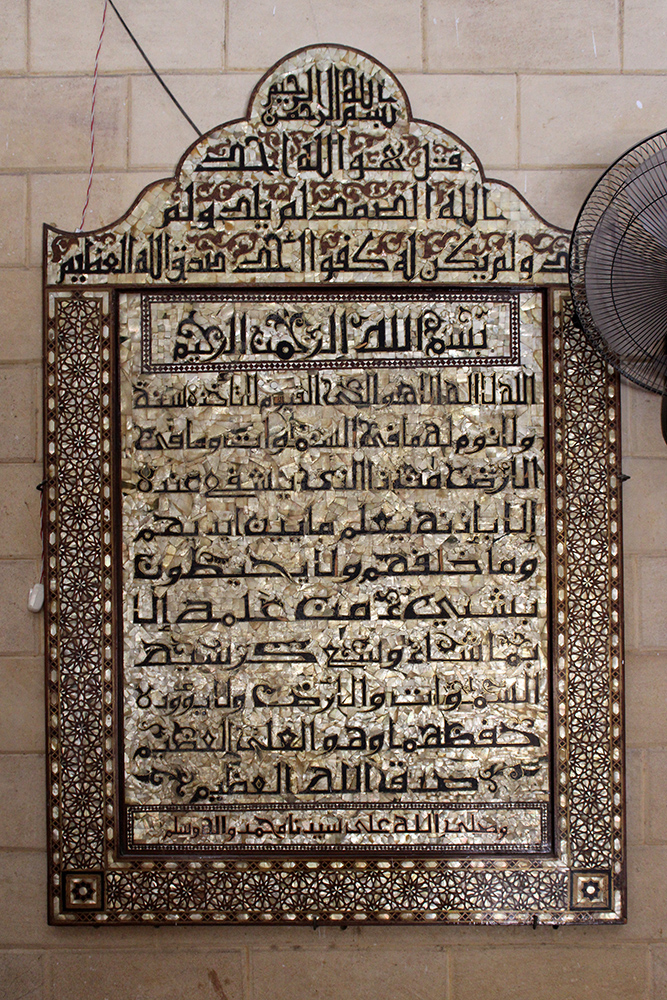 بسم الله الرحمن الرحيم
قل هو الله احد
الله الصمد لم يلد ولم
يولد ولم يكن له كفوا احد صدق الله العظيم
بسم الله الرحمن الرحيم
الله لا اله الا هو الحي القيوم لا تأخذه سنة
ولا نوم له ما في السموات وما في
الارض من ذا الذي يشفع عنده
إلا بإذنه يعلم ما بين ايديهم
وما خلفهم ولا يحيطون
بشيء من علمه إلا
بما شاء وسع كرسيه
السموات والارض ولا يؤوده
حفظهما وهو العلي العظيم
صدق الله العظيم
وصلى الله على سيدنا محمد واله وسلم